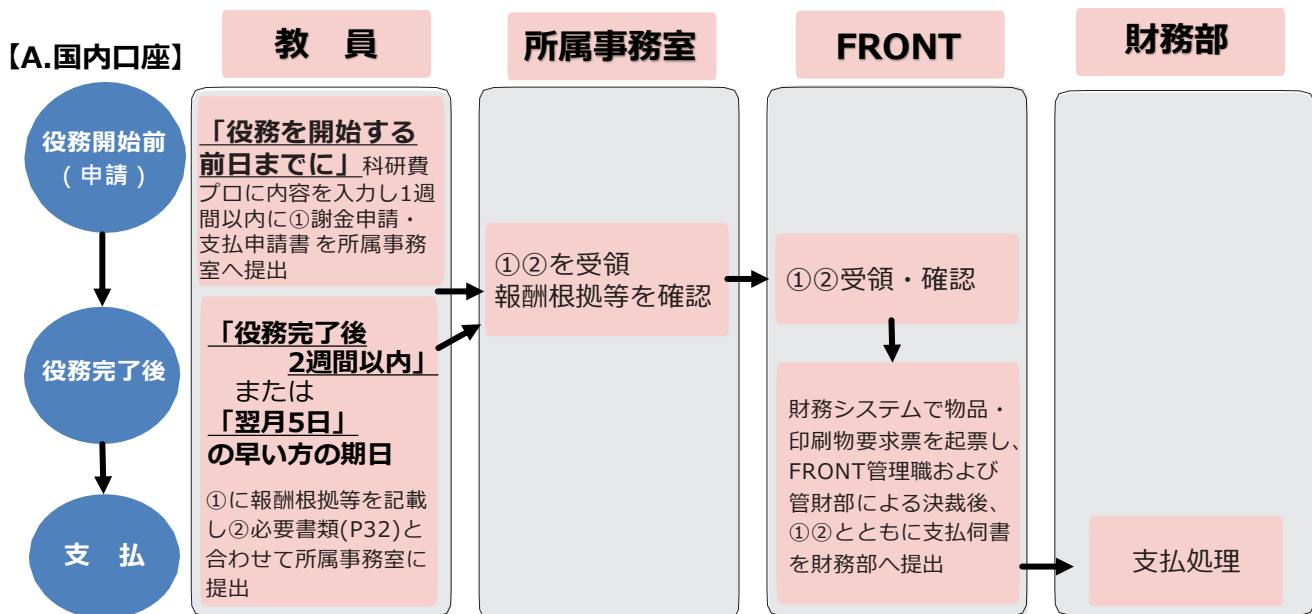 【A.国内口座】
教　員
所属事務室
FRONT
財務部
役務開始前
( 申請 )
役務完了後
支　払
「役務を開始する
前日までに」科研費
プロに内容を入力し1週
間以内に①謝金申請・
支払申請書 を所属事務
室へ提出
「役務完了後
2週間以内」
または
「翌月5日」
の早い方の期日
①に報酬根拠等を記載
し②必要書類(P32)と
合わせて所属事務室に
提出
①②を受領
報酬根拠等を確認
①②受領・確認
財務システムで物品・
印刷物要求票を起票し、
FRONT管理職および
管財部による決裁後、
①②とともに支払伺書
を財務部へ提出
支払処理